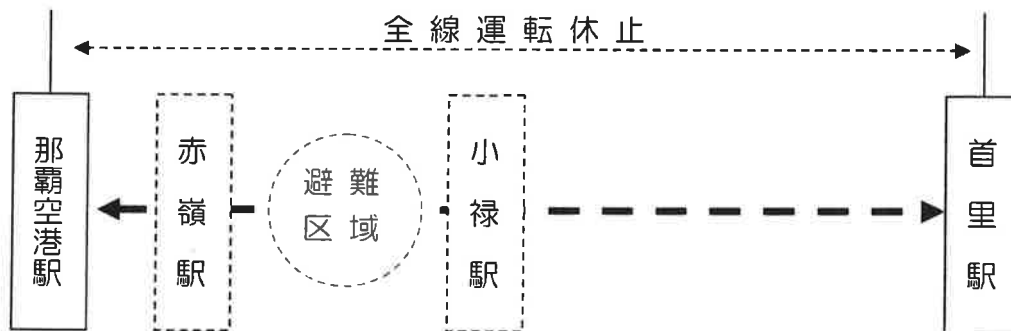 全線運転休止
那覇空港駅
赤嶺駅
避難
区域
小禄駅
首里駅